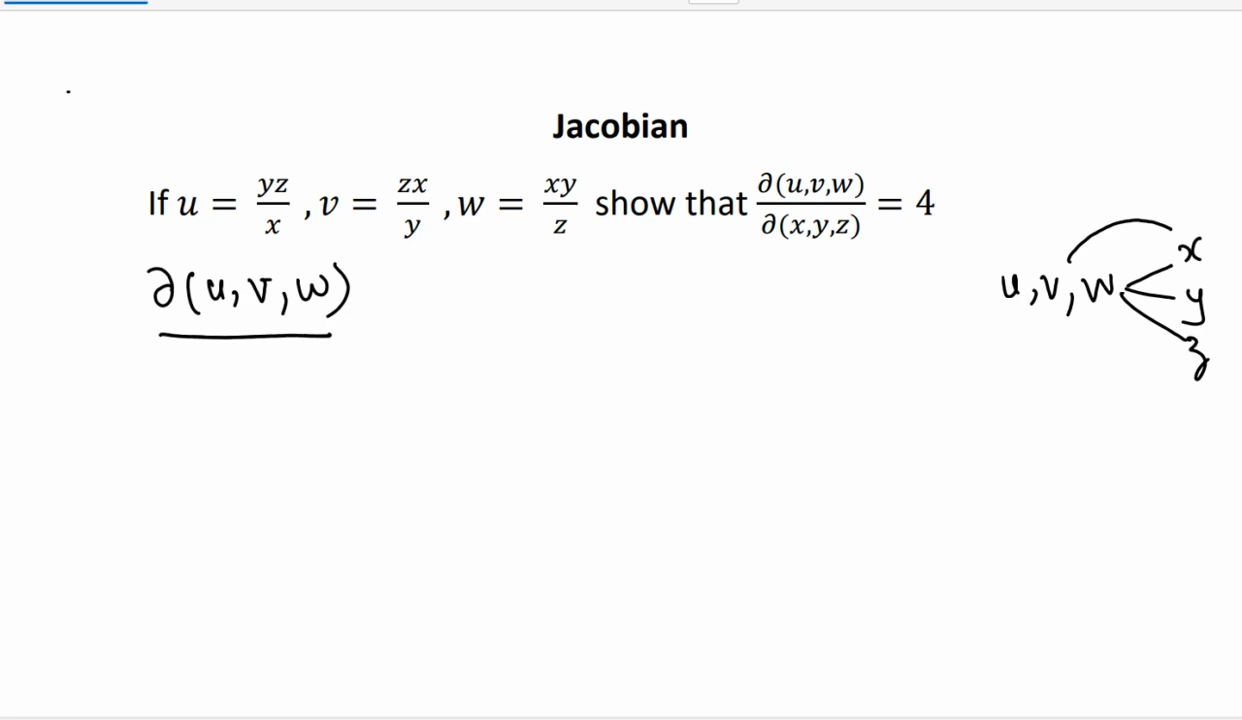 Jacobian
If u = yz/x , v = zx/y , w = xy/z show that ∂(u,v,w)/∂(x,y,z) = 4
∂(u,v,w)
u,v,w x
y
z